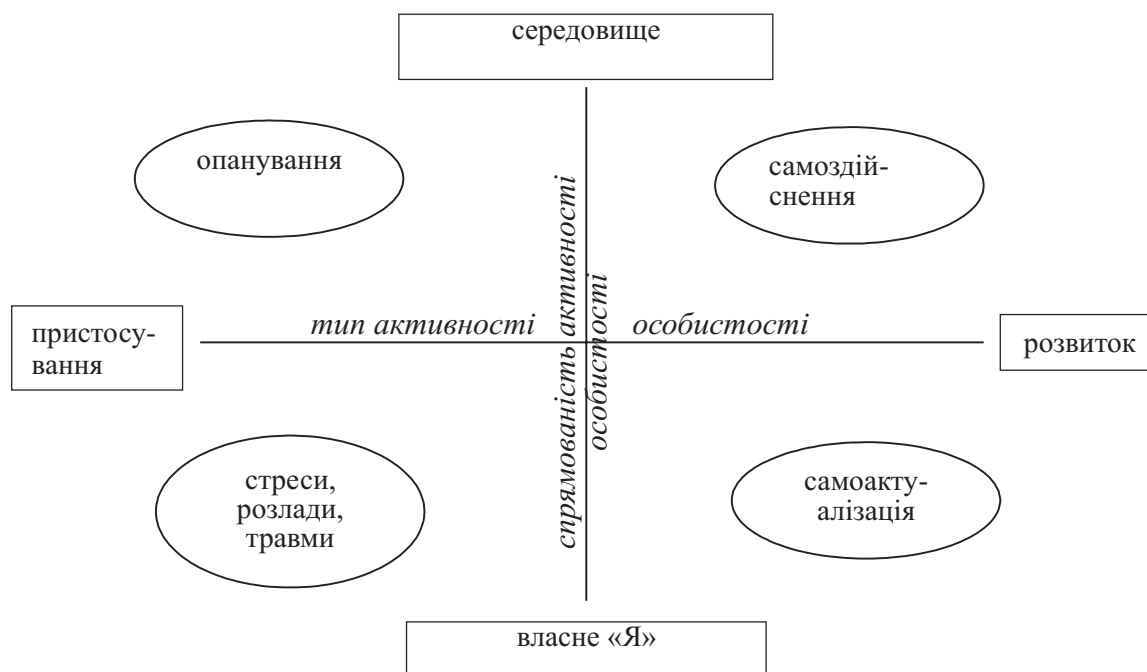 середовище
опанування
самоздій-
снення
спрямованість активності
особистості
тип активності
особистості
пристосу-
вання
розвиток
стреси,
розлади,
травми
самоакту-
алізація
власне «Я»